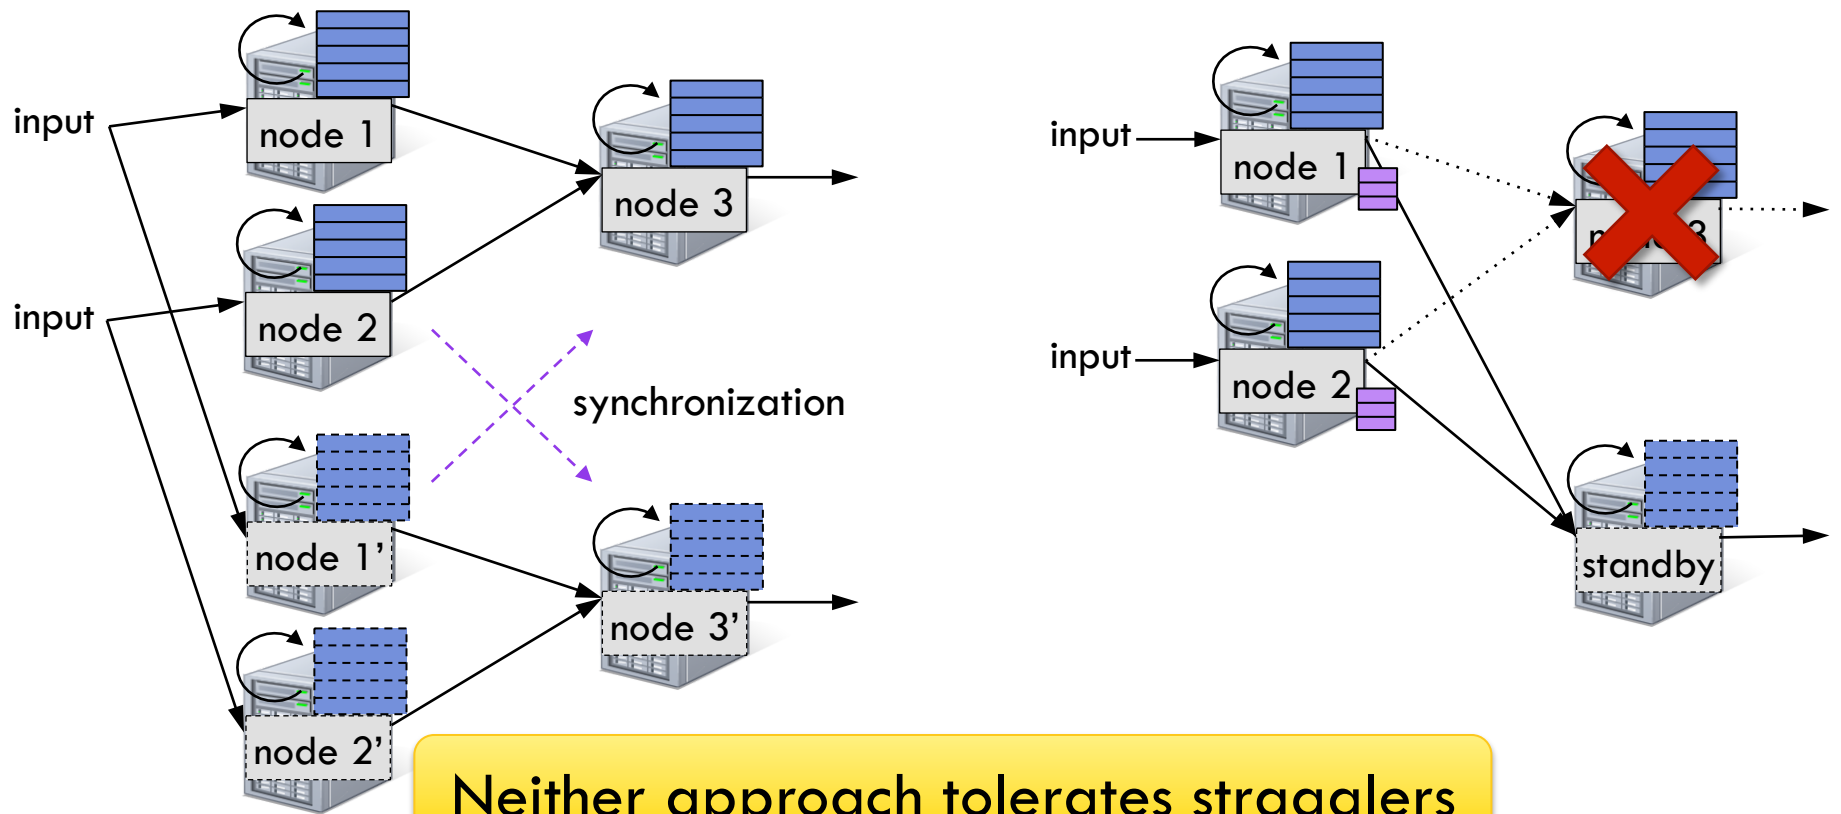 input
node 1
node 3
input
node 2
synchronization
node 1'
node 3'
node 2'
input
node 1
3
input
node 2
standby
Neither approach tolerates stragglers